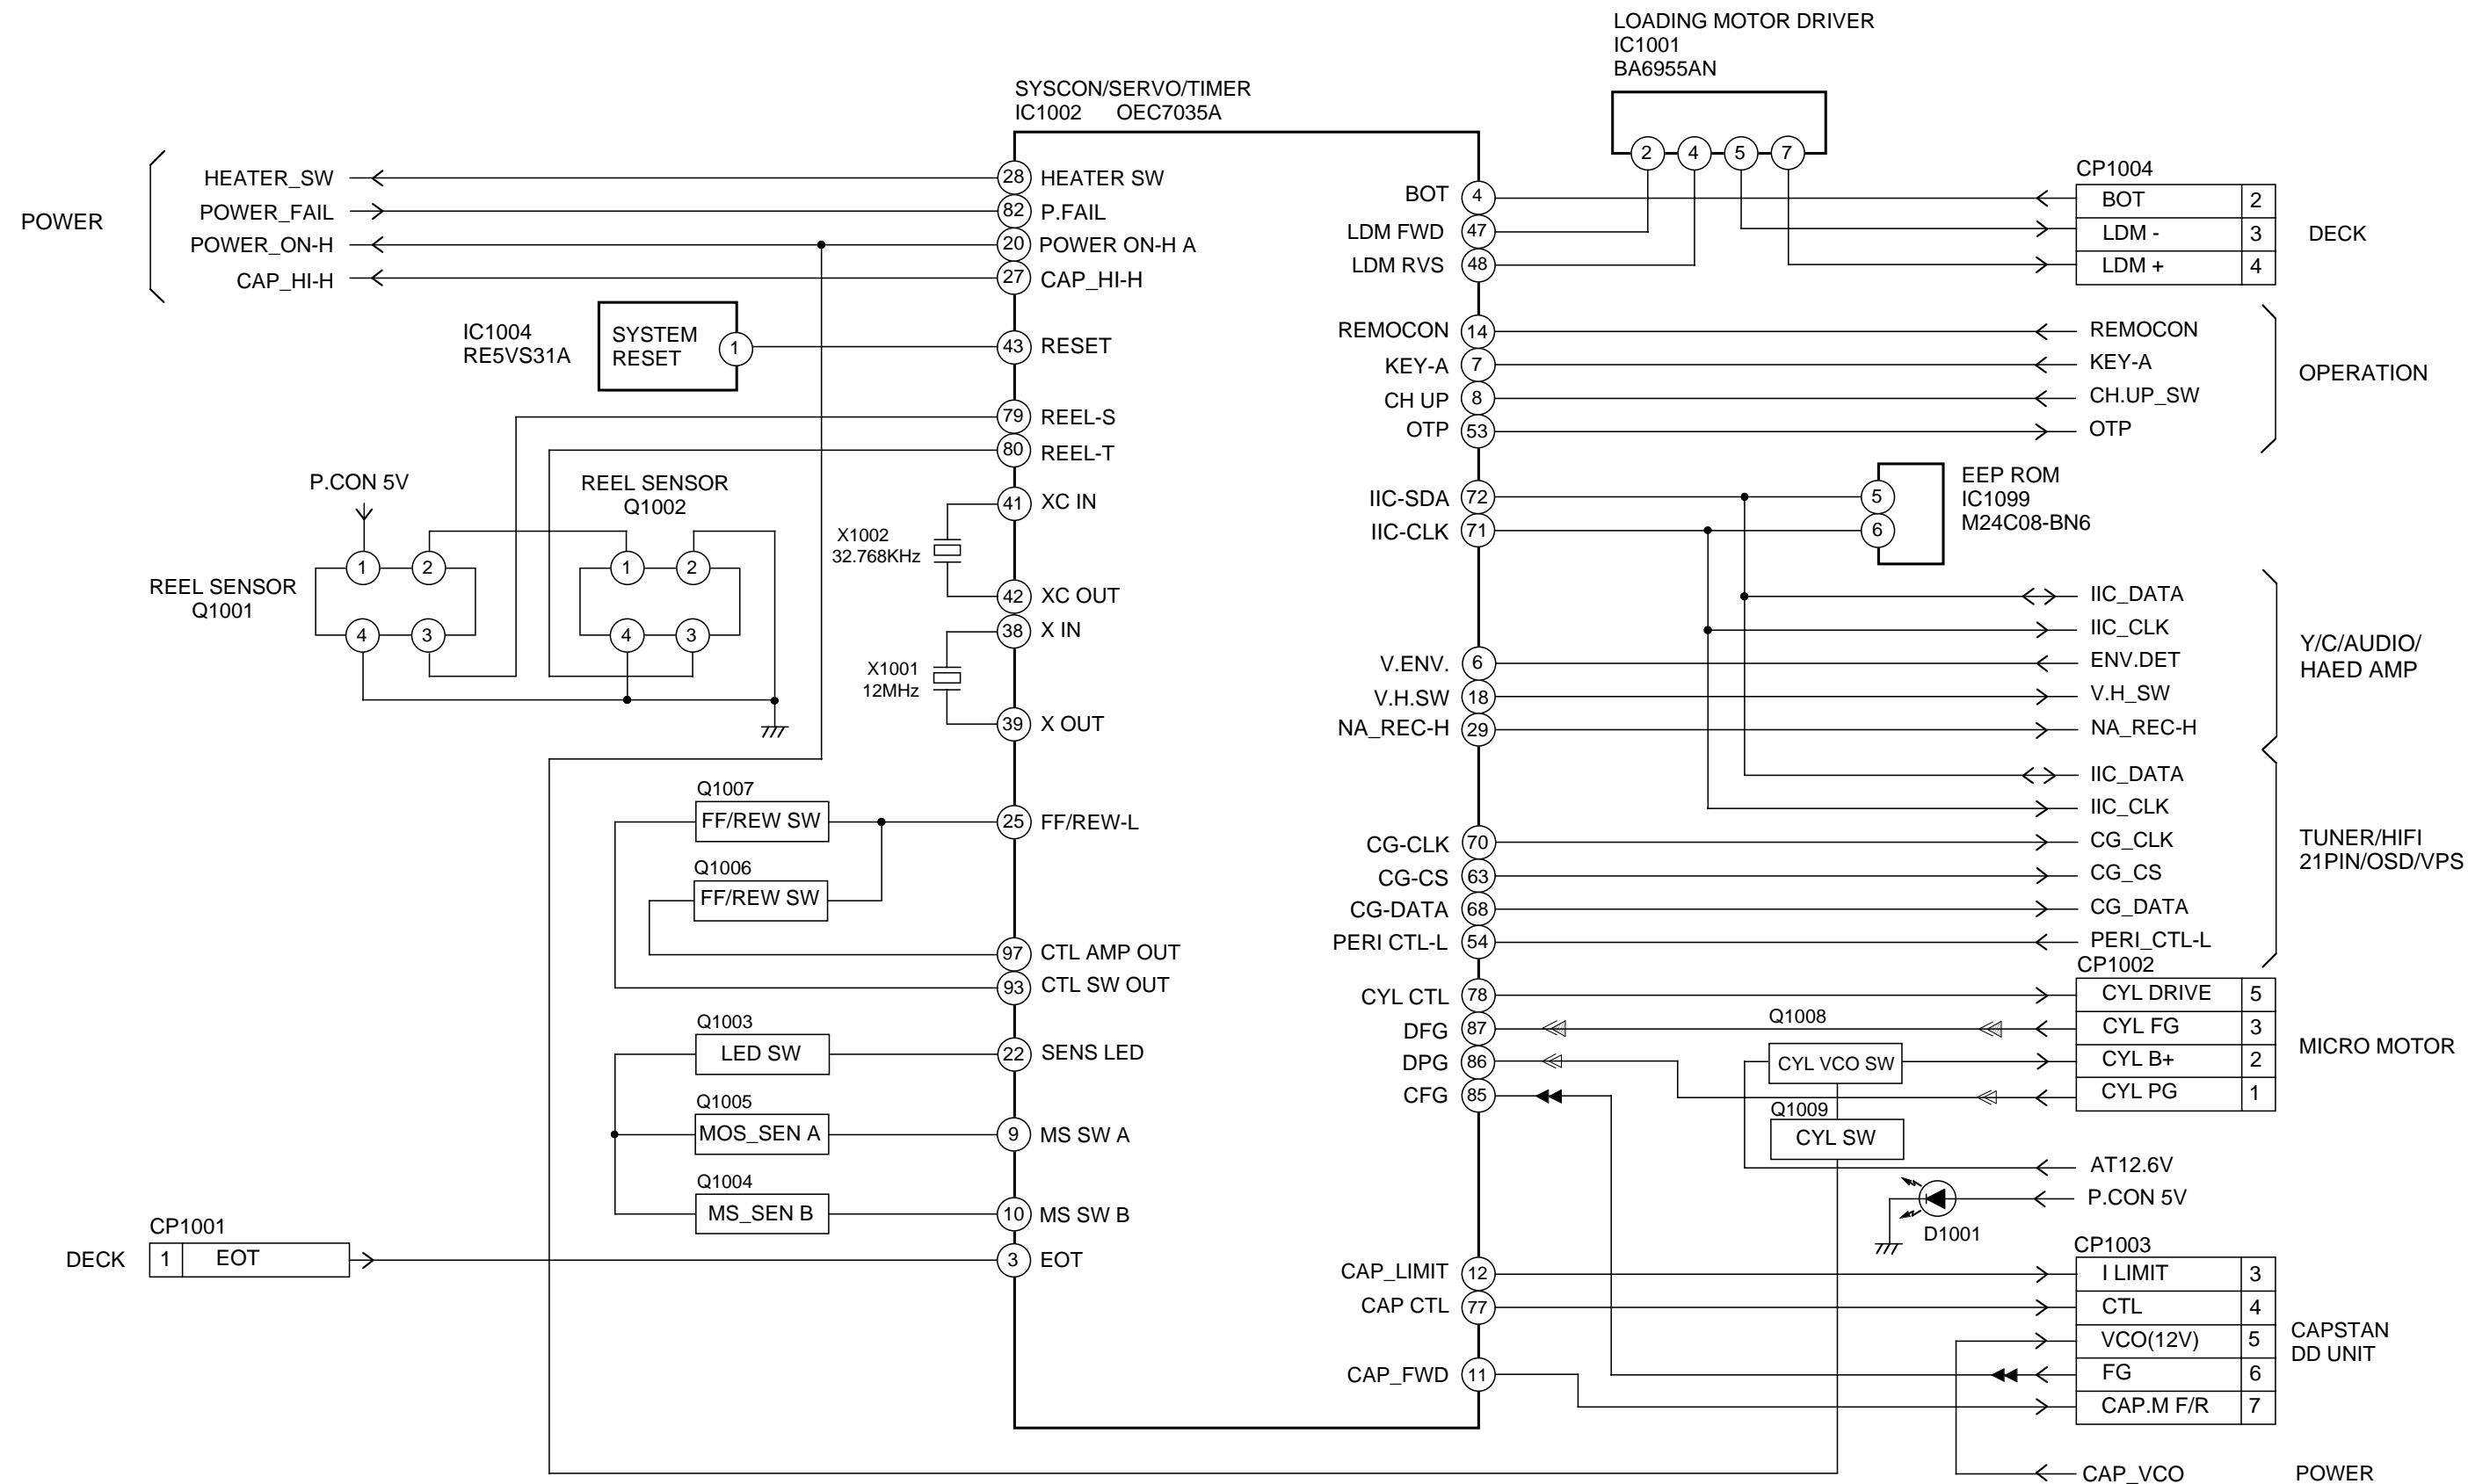 LOADING MOTOR DRIVER
IC1001
BA6955AN
2 4 5 7
SYSCON/SERVO/TIMER
IC1002 OEC7035A
POWER
HEATER_SW
POWER_FAIL
POWER_ON-H
CAP_HI-H
28 HEATER SW
82 P.FAIL
20 POWER ON-H A
27 CAP_HI-H
IC1004
RE5VS31A
SYSTEM
RESET
1
43 RESET
79 REEL-S
80 REEL-T
P.CON 5V
REEL SENSOR
Q1002
1 2
4 3
REEL SENSOR
Q1001
1 2
4 3
X1002
32.768KHz
41 XC IN
42 XC OUT
X1001
12MHz
38 X IN
39 X OUT
Q1007
FF/REW SW
25 FF/REW-L
Q1006
FF/REW SW
97 CTL AMP OUT
93 CTL SW OUT
Q1003
LED SW
22 SENS LED
Q1005
MOS_SEN A
9 MS SW A
Q1004
MS_SEN B
10 MS SW B
CP1001
DECK 1 EOT
3 EOT
BOT 4
LDM FWD 47
LDM RVS 48
CP1004
BOT 2
LDM - 3
LDM + 4
DECK
REMOCON 14
KEY-A 7
CH UP 8
OTP 53
REMOCON
KEY-A
CH.UP_SW
OTP
OPERATION
IIC-SDA 72
IIC-CLK 71
5
6
EEP ROM
IC1099
M24C08-BN6
V.ENV. 6
V.H.SW 18
NA_REC-H 29
IIC_DATA
IIC_CLK
ENV.DET
V.H_SW
NA_REC-H
Y/C/AUDIO/
HAED AMP
IIC_DATA
IIC_CLK
CG-CLK 70
CG-CS 63
CG-DATA 68
PERI CTL-L 54
CG_CLK
CG_CS
CG_DATA
PERI_CTL-L
TUNER/HIFI
21PIN/OSD/VPS
CP1002
CYL CTL 78
DFG 87
DPG 86
CFG 85
CYL DRIVE 5
CYL FG 3
CYL B+ 2
CYL PG 1
MICRO MOTOR
Q1008
CYL VCO SW
Q1009
CYL SW
AT12.6V
P.CON 5V
D1001
CP1003
CAP_LIMIT 12
CAP CTL 77
CAP_FWD 11
I LIMIT 3
CTL 4
VCO(12V) 5
FG 6
CAP.M F/R 7
CAPSTAN
DD UNIT
CAP_VCO
POWER